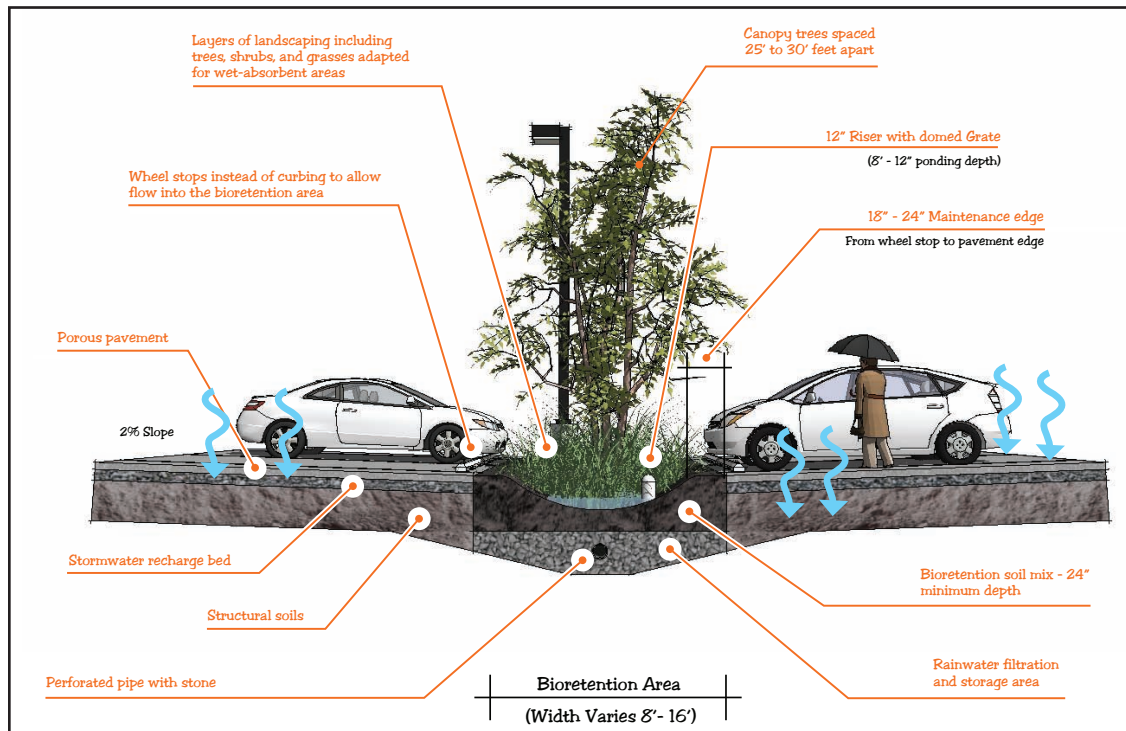 Layers of landscaping including
trees, shrubs, and grasses adapted
for wet-absorbent areas
Canopy trees spaced
25' to 30' feet apart
12" Riser with domed Grate
(8' - 12" ponding depth)
Wheel stops instead of curbing to allow
flow into the bioretention area
18" - 24" Maintenance edge
From wheel stop to pavement edge
Porous pavement
2% Slope
Stormwater recharge bed
Structural soils
Perforated pipe with stone
Bioretention soil mix - 24"
minimum depth
Rainwater filtration
and storage area
Bioretention Area
(Width Varies 8'- 16')